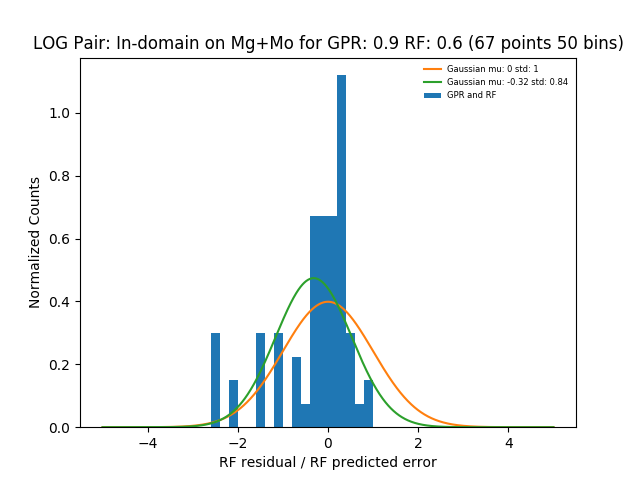 LOG Pair: In-domain on Mg+Mo for GPR: 0.9 RF: 0.6 (67 points 50 bins)
Gaussian mu: 0 std: 1
Gaussian mu: -0.32 std: 0.84
GPR and RF
Normalized Counts
1.0
0.8
0.6
0.4
0.2
0.0
−4 −2 0 2 4
RF residual / RF predicted error